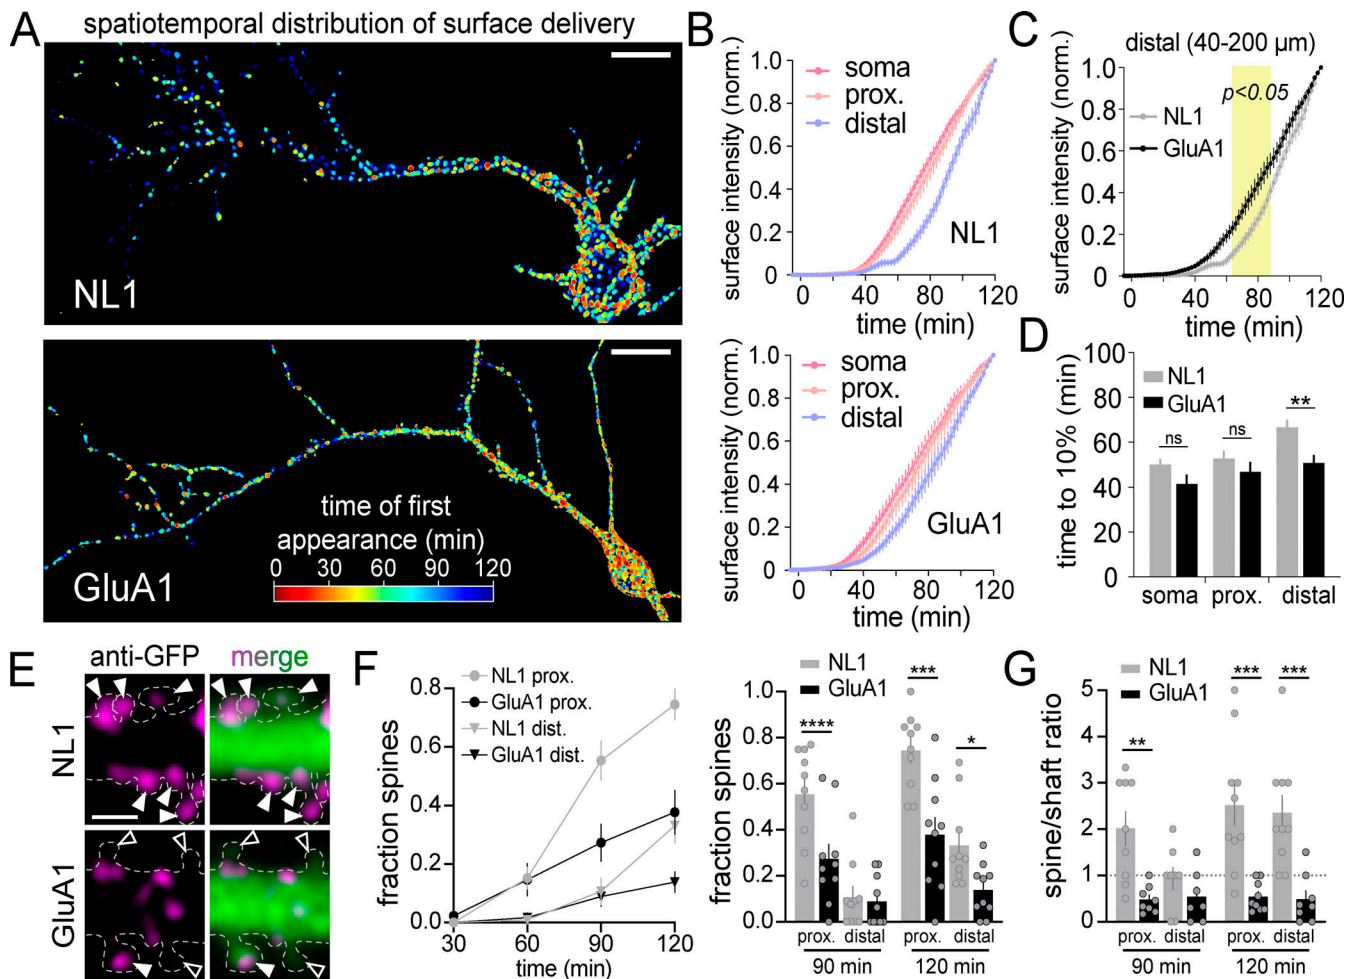 A
spatiotemporal distribution of surface delivery
NL1
GluA1
time of first
appearance (min)
0 30 60 90 120
B
surface intensity (norm.)
1.0
0.8
0.6
0.4
0.2
0
soma
prox.
distal
NL1
0 40 80 120
time (min)
surface intensity (norm.)
1.0
0.8
0.6
0.4
0.2
0
soma
prox.
distal
GluA1
0 40 80 120
time (min)
C
distal (40-200 µm)
surface intensity (norm.)
1.0
0.8
0.6
0.4
0.2
0
p<0.05
NL1
GluA1
0 40 80 120
time (min)
D
time to 10% (min)
100
80
60
40
20
0
NL1
GluA1
ns
ns
**
soma prox. distal
E
anti-GFP merge
NL1
GluA1
F
fraction spines
0.8
0.6
0.4
0.2
0.0
NL1 prox.
GluA1 prox.
NL1 dist.
GluA1 dist.
30 60 90 120
time (min)
fraction spines
1.0
0.8
0.6
0.4
0.2
0.0
NL1
GluA1
****
***
*
prox. distal prox. distal
90 min 120 min
G
spine/shaft ratio
5
4
3
2
1
0
NL1
GluA1
**
***
***
prox. distal prox. distal
90 min 120 min